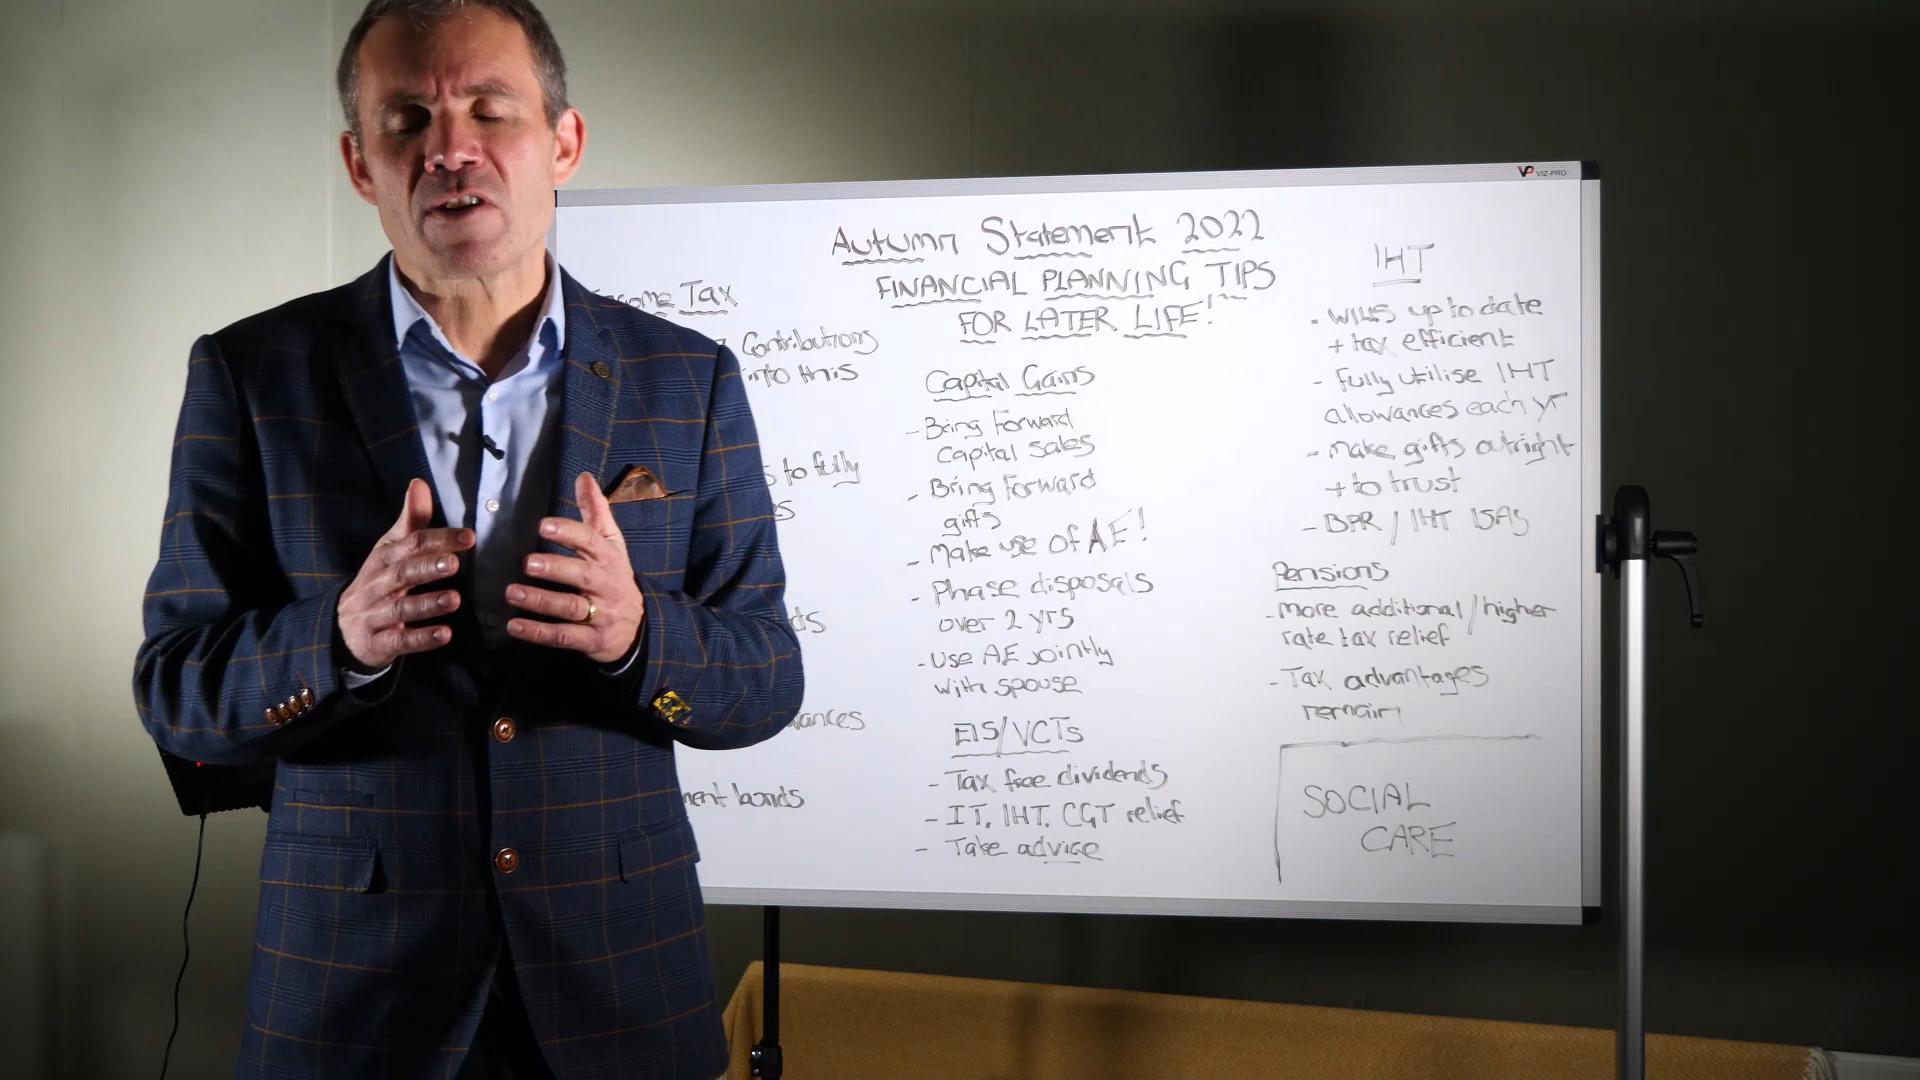 VIZ-PRO
Autumn Statement 2022
FINANCIAL PLANNING TIPS
FOR LATER LIFE!
Income Tax
Contributions
into this
to fully
ment bonds
Capital Gains
- Bring Forward
Capital Sales
- Bring Forward
gifts
- Make use of AE!
- Phase disposals
over 2 yrs
- Use AE jointly
with spouse
EIS/VCTs
- Tax free dividends
- IT, IHT, CGT relief
- Take advice
IHT
- Wills up to date
+ tax efficient
- Fully utilise IHT
allowances each yr
- Make gifts outright
+ to trust
- BPR / IHT ISAs
Pensions
- More additional/higher
rate tax relief
- Tax advantages
remain
SOCIAL
CARE